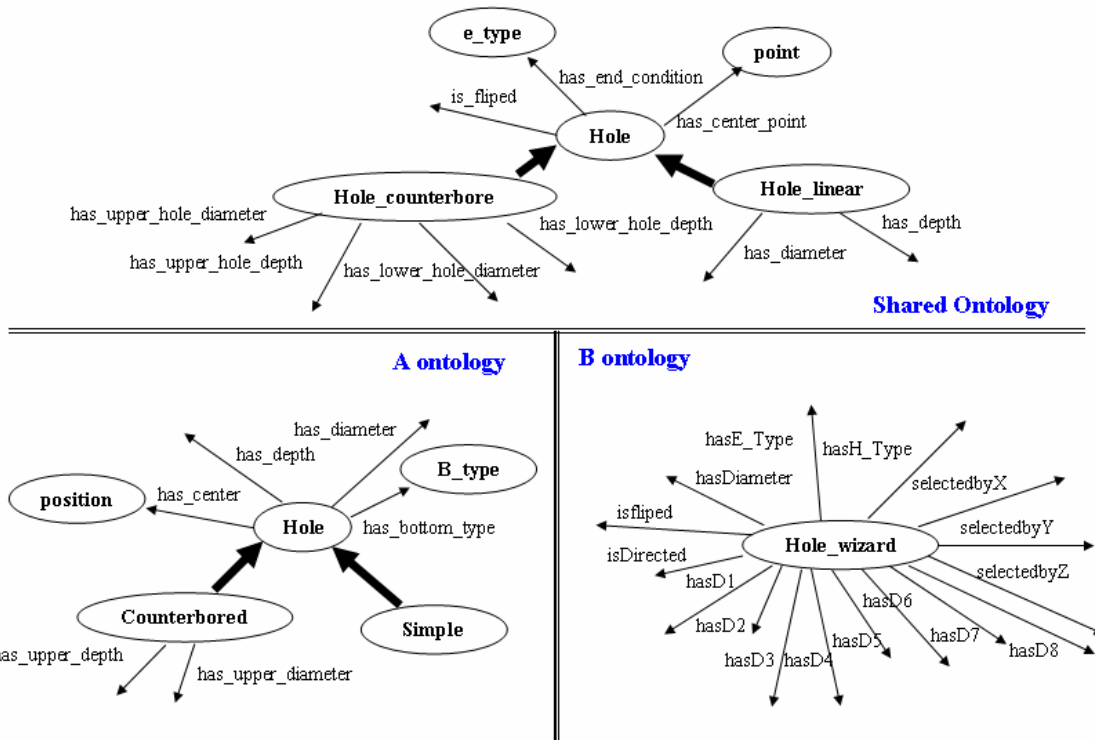 e_type
point
has_end_condition
is_fliped
has_center_point
Hole
Hole_counterbore
Hole_linear
has_upper_hole_diameter
has_lower_hole_depth
has_depth
has_upper_hole_depth
has_lower_hole_diameter
has_diameter
Shared Ontology
A ontology
has_diameter
has_depth
B_type
position
has_center
Hole
has_bottom_type
Counterbored
Simple
has_upper_depth
has_upper_diameter
B ontology
hasE_Type
hasH_Type
hasDiameter
selectedbyX
isfliped
selectedbyY
Hole_wizard
isDirected
selectedbyZ
hasD1
hasD6
hasD2
hasD7
hasD5
hasD8
hasD3
hasD4